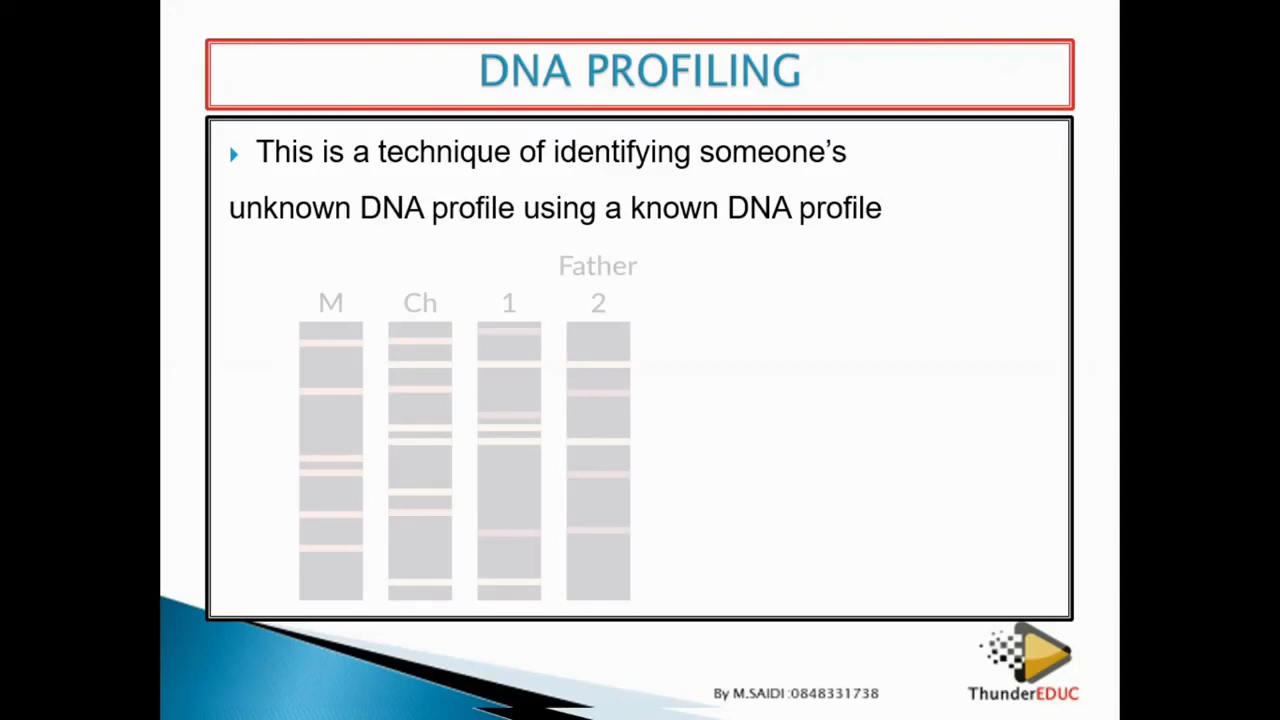 DNA PROFILING
This is a technique of identifying someone's
unknown DNA profile using a known DNA profile
Father
M Ch 1 2
By M.SAIDI :0848331738
ThunderEDUC